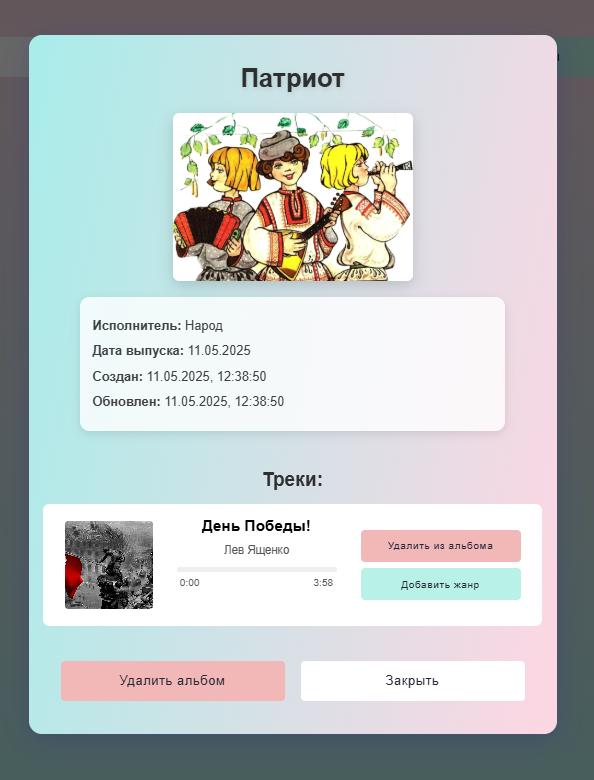 Патриот
Исполнитель: Народ
Дата выпуска: 11.05.2025
Создан: 11.05.2025, 12:38:50
Обновлен: 11.05.2025, 12:38:50
Треки:
День Победы!
Лев Ященко
0:00 3:58
Удалить из альбома
Добавить жанр
Удалить альбом Закрыть